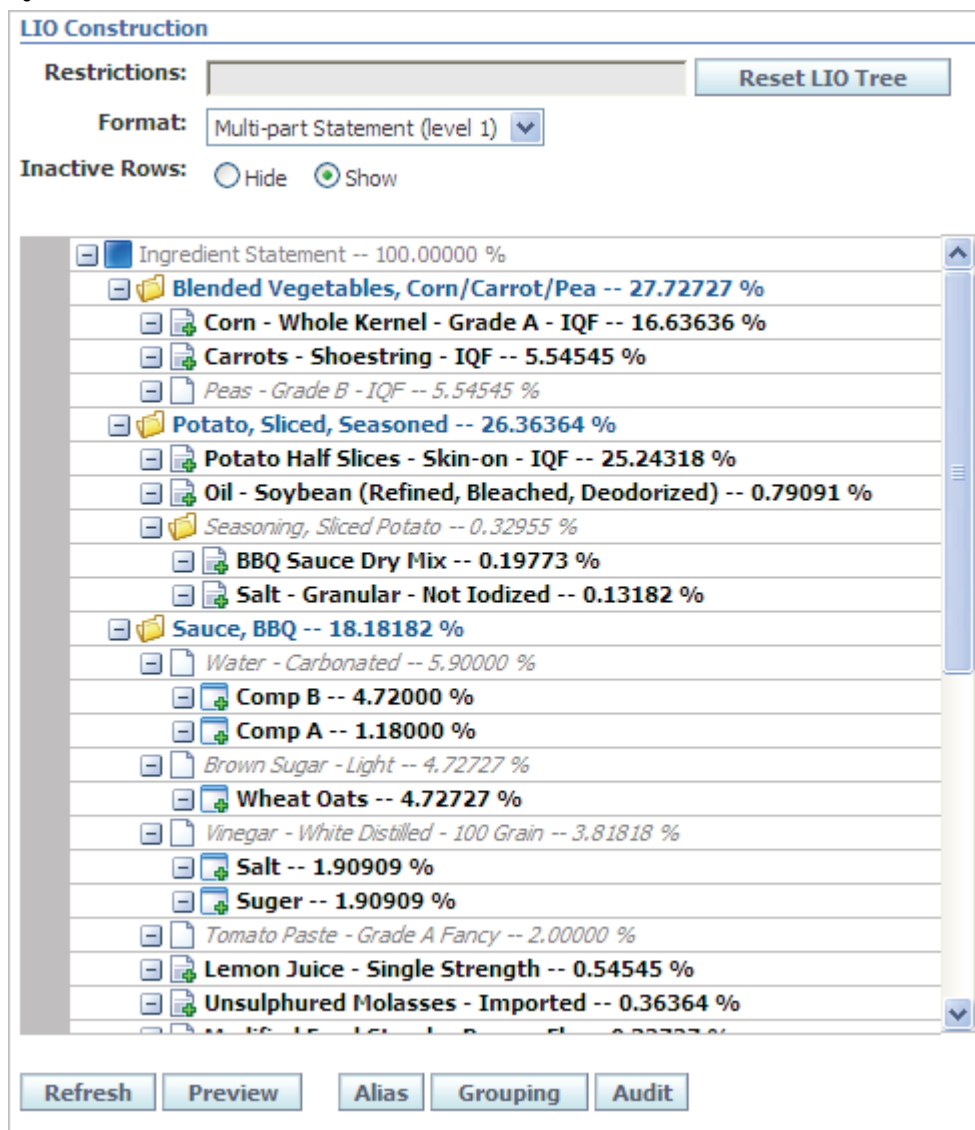 LIO Construction
Restrictions: Reset LIO Tree
Format: Multi-part Statement (level 1)
Inactive Rows: Hide Show
Ingredient Statement -- 100.00000 %
Blended Vegetables, Corn/Carrot/Pea -- 27.72727 %
Corn - Whole Kernel - Grade A - IQF -- 16.63636 %
Carrots - Shoestring - IQF -- 5.54545 %
Peas - Grade B - IQF -- 5.54545 %
Potato, Sliced, Seasoned -- 26.36364 %
Potato Half Slices - Skin-on - IQF -- 25.24318 %
Oil - Soybean (Refined, Bleached, Deodorized) -- 0.79091 %
Seasoning, Sliced Potato -- 0.32955 %
BBQ Sauce Dry Mix -- 0.19773 %
Salt - Granular - Not Iodized -- 0.13182 %
Sauce, BBQ -- 18.18182 %
Water - Carbonated -- 5.90000 %
Comp B -- 4.72000 %
Comp A -- 1.18000 %
Brown Sugar - Light -- 4.72727 %
Wheat Oats -- 4.72727 %
Vinegar - White Distilled - 100 Grain -- 3.81818 %
Salt -- 1.90909 %
Suger -- 1.90909 %
Tomato Paste - Grade A Fancy -- 2.00000 %
Lemon Juice - Single Strength -- 0.54545 %
Unsulphured Molasses - Imported -- 0.36364 %
Refresh Preview Alias Grouping Audit